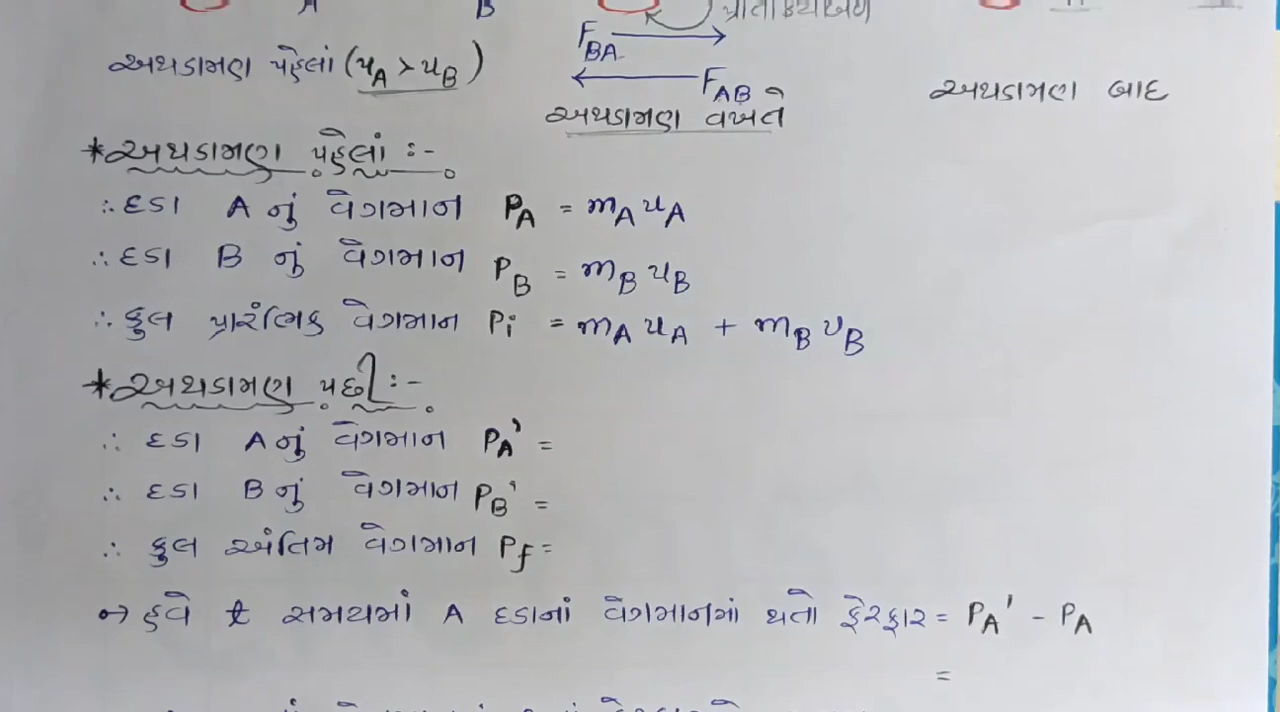 A B
F_BA
અથડામણ પહેલાં (u_A > u_B)
F_AB
અથડામણ વખતે
અથડામણ બાદ
* અથડામણ પહેલાં :-
∴ દડા A નું વેગમાન P_A = m_A u_A
∴ દડા B નું વેગમાન P_B = m_B u_B
∴ કુલ પ્રારંભિક વેગમાન P_i = m_A u_A + m_B υ_B
* અથડામણ પછી :-
∴ દડા A નું વેગમાન P_A' =
∴ દડા B નું વેગમાન P_B' =
∴ કુલ અંતિમ વેગમાન P_f =
→ હવે t સમયમાં A દડાનાં વેગમાનમાં થતો ફેરફાર = P_A' - P_A
=